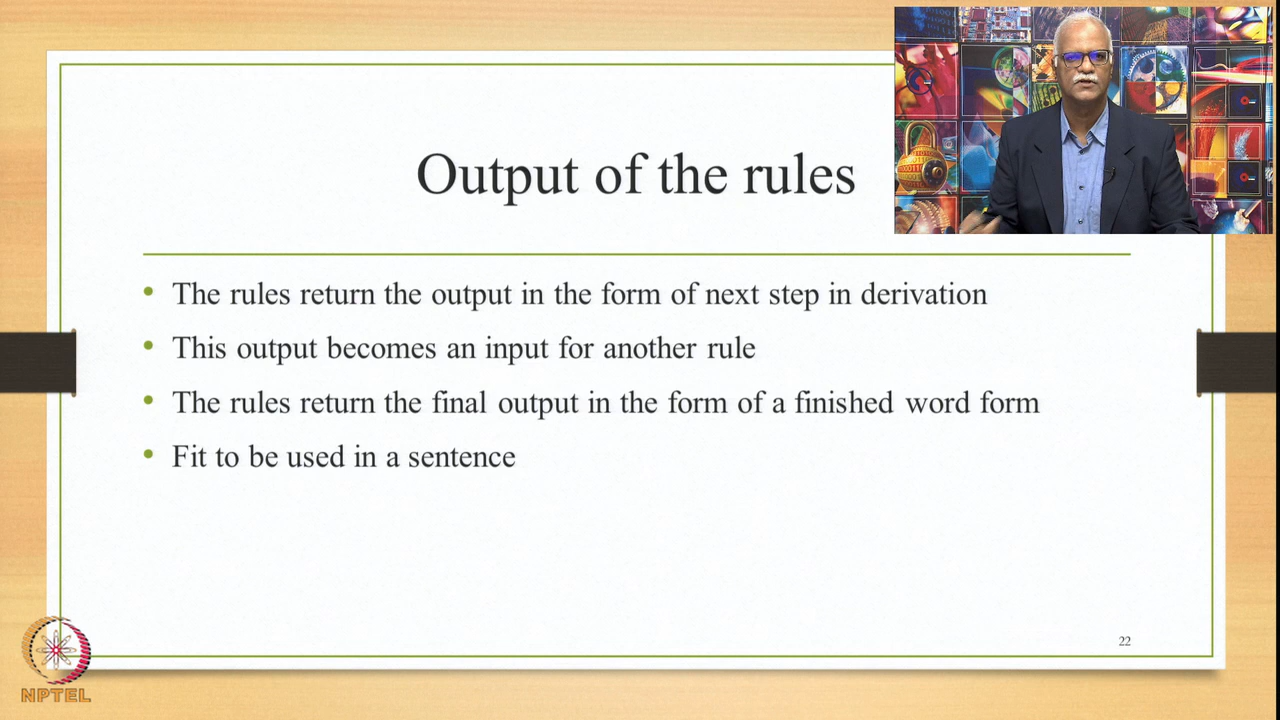 Output of the rules
• The rules return the output in the form of next step in derivation
• This output becomes an input for another rule
• The rules return the final output in the form of a finished word form
• Fit to be used in a sentence
22
NPTEL